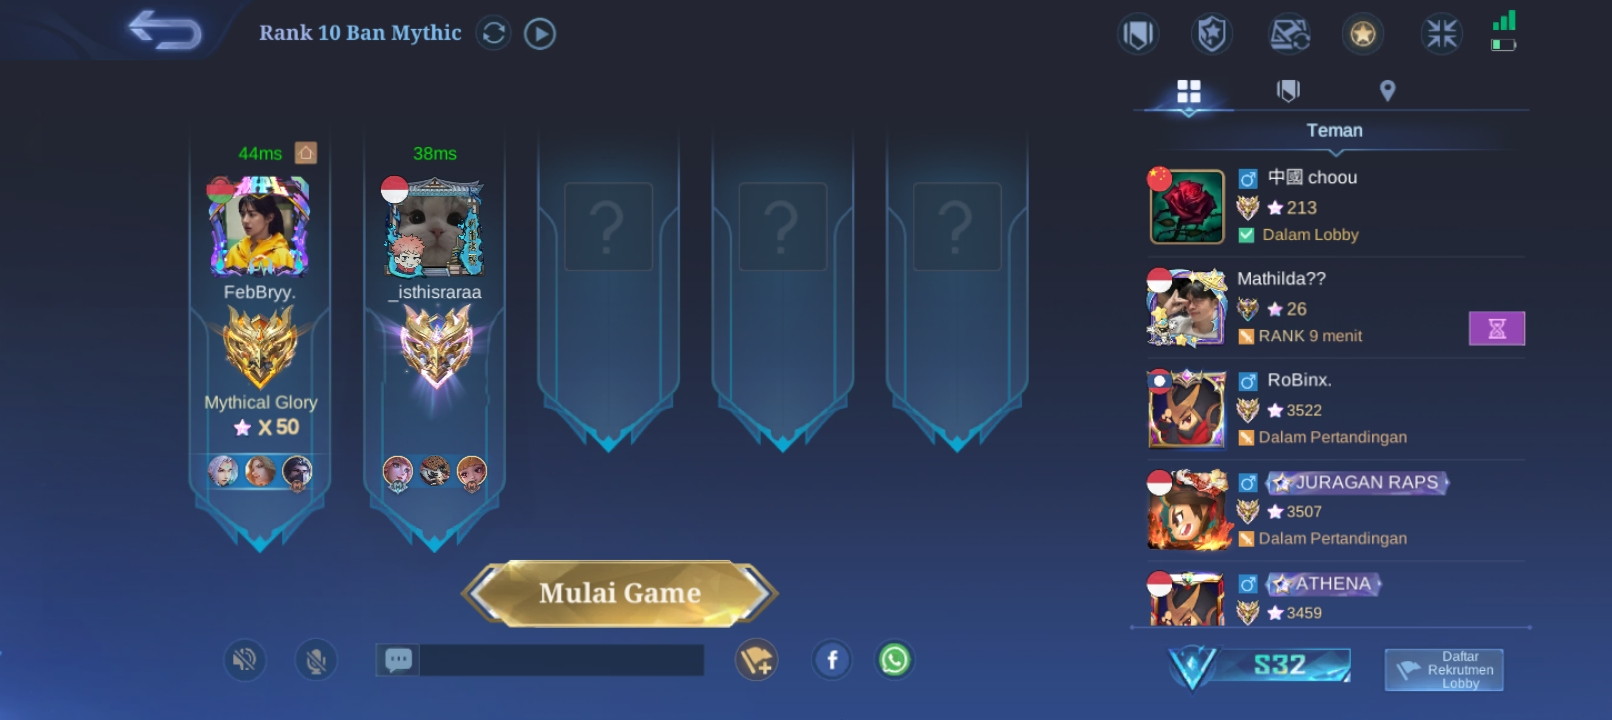 Rank 10 Ban Mythic
44ms
FebBryy.
Mythical Glory
X 50
38ms
_isthisraraa
?
?
?
Mulai Game
Teman
中國 choou
213
Dalam Lobby
Mathilda??
26
RANK 9 menit
RoBinx.
3522
Dalam Pertandingan
JURAGAN RAPS
3507
Dalam Pertandingan
ATHENA
3459
S32
Daftar
Rekrutmen
Lobby